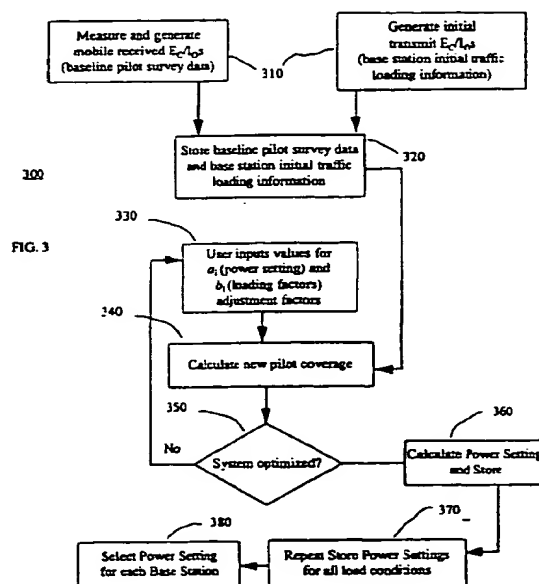 Measure and generate
mobile received EC/IOs
(baseline pilot survey data)
310
Generate initial
transmit EC/IOs
(base station initial traffic
loading information)
Store baseline pilot survey data
and base station initial traffic
loading information
320
300
FIG. 3
330
User inputs values for
ai (power setting) and
bi (loading factors)
adjustment factors
340
Calculate new pilot coverage
350
System optimized?
No
360
Calculate Power Setting
and Store
370
Repeat Store Power Settings
for all load conditions
380
Select Power Setting
for each Base Station